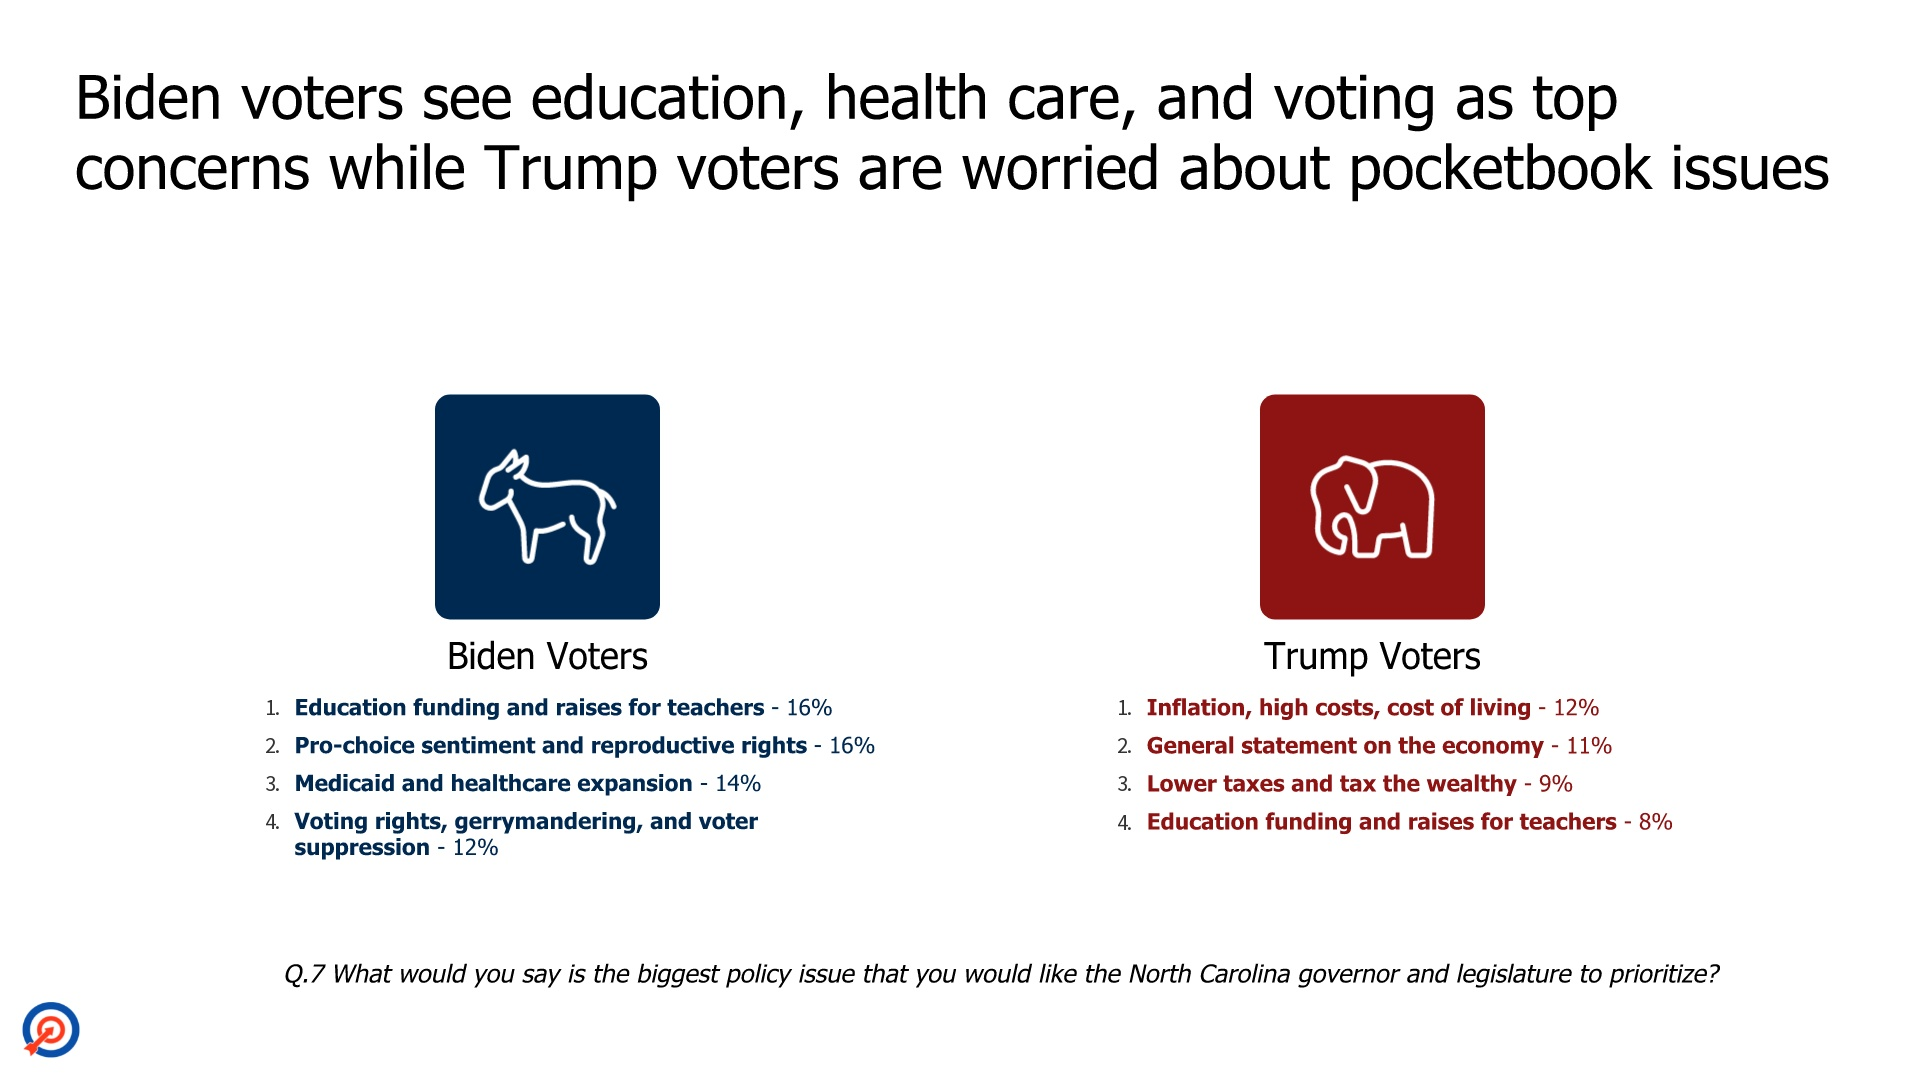 Biden voters see education, health care, and voting as top
concerns while Trump voters are worried about pocketbook issues
Biden Voters
1. Education funding and raises for teachers - 16%
2. Pro-choice sentiment and reproductive rights - 16%
3. Medicaid and healthcare expansion - 14%
4. Voting rights, gerrymandering, and voter
suppression - 12%
Trump Voters
1. Inflation, high costs, cost of living - 12%
2. General statement on the economy - 11%
3. Lower taxes and tax the wealthy - 9%
4. Education funding and raises for teachers - 8%
Q.7 What would you say is the biggest policy issue that you would like the North Carolina governor and legislature to prioritize?